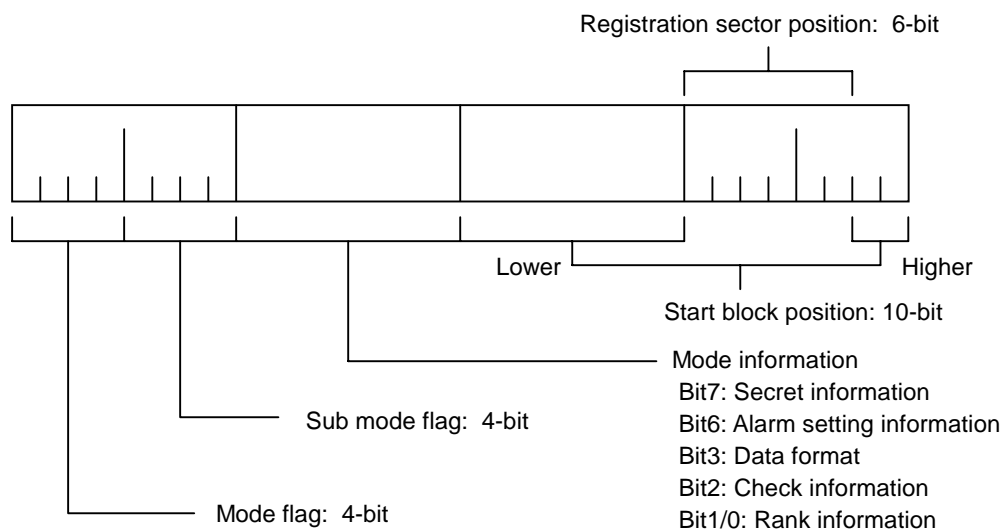 Registration sector position: 6-bit
Lower
Higher
Start block position: 10-bit
Mode information
Bit7: Secret information
Bit6: Alarm setting information
Bit3: Data format
Bit2: Check information
Bit1/0: Rank information
Sub mode flag: 4-bit
Mode flag: 4-bit